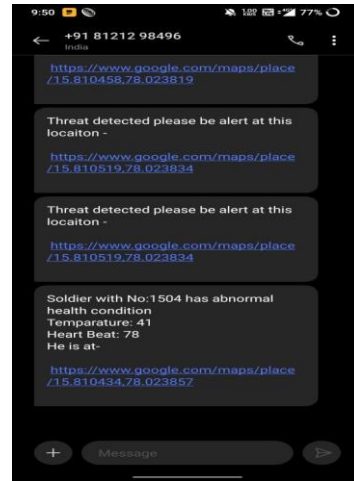 9:50
77%
+91 81212 98496
India
https://www.google.com/maps/place
/15.810458,78.023819
Threat detected please be alert at this
locaiton -
https://www.google.com/maps/place
/15.810519,78.023834
Threat detected please be alert at this
locaiton -
https://www.google.com/maps/place
/15.810519,78.023834
Soldier with No:1504 has abnormal
health condition
Temparature: 41
Heart Beat: 78
He is at-
https://www.google.com/maps/place
/15.810434,78.023857
Message